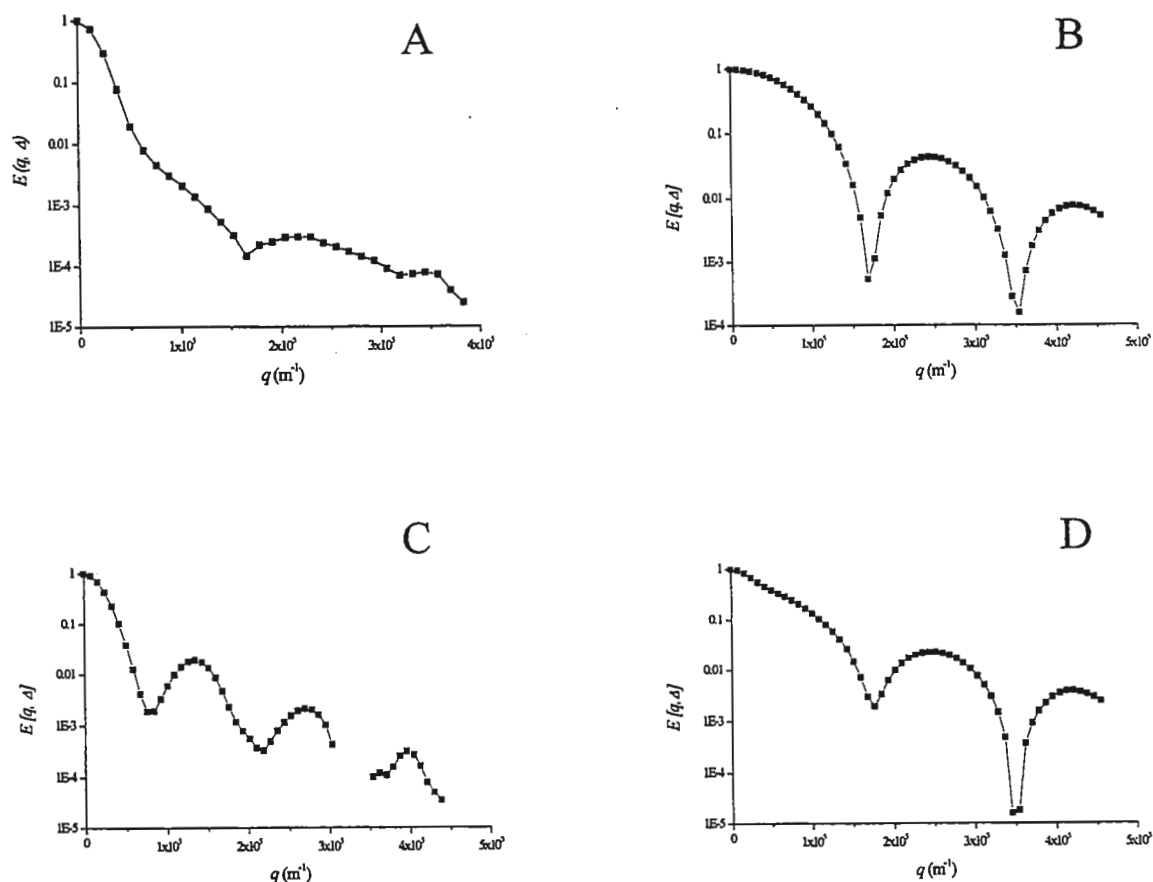 A
1
0.1
0.01
1E-3
1E-4
1E-5
E (q, Δ)
0 1x10⁵ 2x10⁵ 3x10⁵ 4x10⁵
q (m⁻¹)
B
1
0.1
0.01
1E-3
1E-4
E [q, Δ]
0 1x10⁵ 2x10⁵ 3x10⁵ 4x10⁵ 5x10⁵
q (m⁻¹)
C
1
0.1
0.01
1E-3
1E-4
1E-5
E [q, Δ]
0 1x10⁵ 2x10⁵ 3x10⁵ 4x10⁵ 5x10⁵
q (m⁻¹)
D
1
0.1
0.01
1E-3
1E-4
1E-5
E [q, Δ]
0 1x10⁵ 2x10⁵ 3x10⁵ 4x10⁵ 5x10⁵
q (m⁻¹)